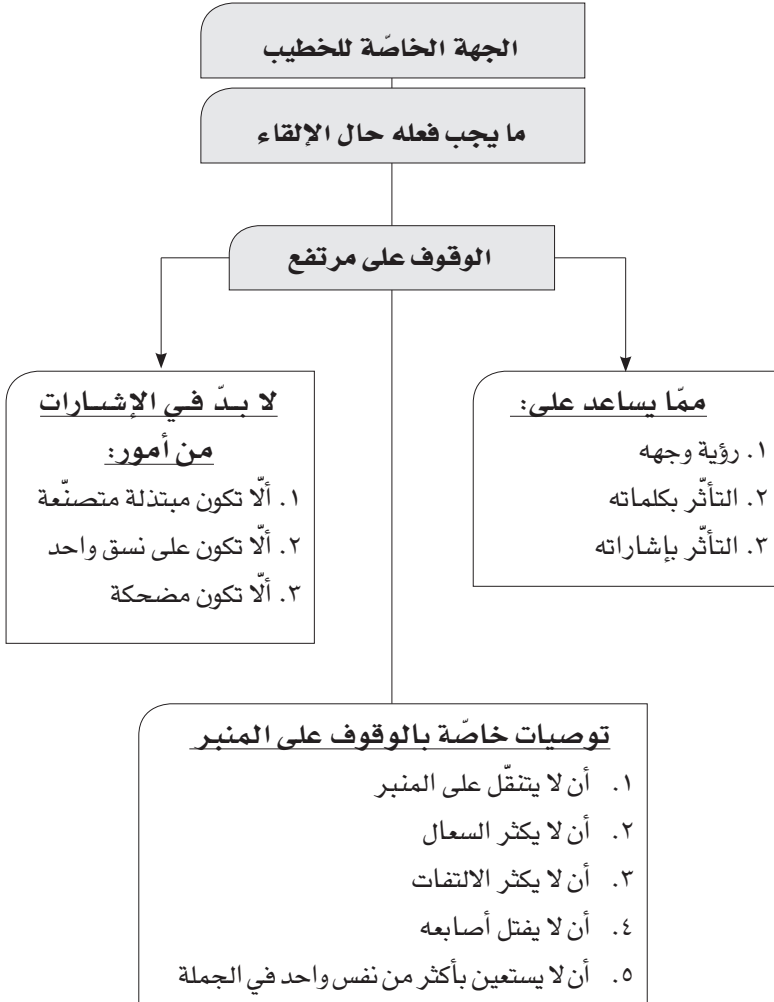 الجهة الخاصّة للخطيب
ما يجب فعله حال الإلقاء
الوقوف على مرتفع
ممّا يساعد على:
١. رؤية وجهه
٢. التأثّر بكلماته
٣. التأثّر بإشاراته
لا بدّ في الإشارات
من أمور:
١. ألّا تكون مبتذلة متصنّعة
٢. ألّا تكون على نسق واحد
٣. ألّا تكون مضحكة
توصيات خاصّة بالوقوف على المنبر
١. أن لا يتنقّل على المنبر
٢. أن لا يكثر السعال
٣. أن لا يكثر الالتفات
٤. أن لا يفتل أصابعه
٥. أن لا يستعين بأكثر من نفس واحد في الجملة